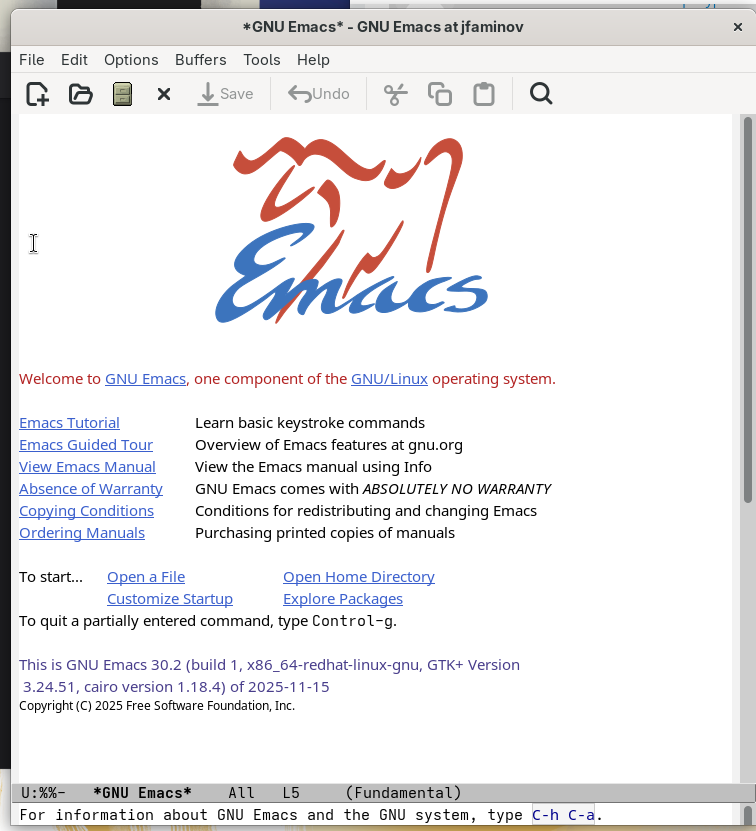 *GNU Emacs* - GNU Emacs at jfaminov
File Edit Options Buffers Tools Help
Save Undo
Emacs
Welcome to GNU Emacs, one component of the GNU/Linux operating system.
Emacs Tutorial Learn basic keystroke commands
Emacs Guided Tour Overview of Emacs features at gnu.org
View Emacs Manual View the Emacs manual using Info
Absence of Warranty GNU Emacs comes with ABSOLUTELY NO WARRANTY
Copying Conditions Conditions for redistributing and changing Emacs
Ordering Manuals Purchasing printed copies of manuals
To start... Open a File Open Home Directory
Customize Startup Explore Packages
To quit a partially entered command, type Control-g.
This is GNU Emacs 30.2 (build 1, x86_64-redhat-linux-gnu, GTK+ Version
3.24.51, cairo version 1.18.4) of 2025-11-15
Copyright (C) 2025 Free Software Foundation, Inc.
U:%%- *GNU Emacs* All L5 (Fundamental)
For information about GNU Emacs and the GNU system, type C-h C-a.